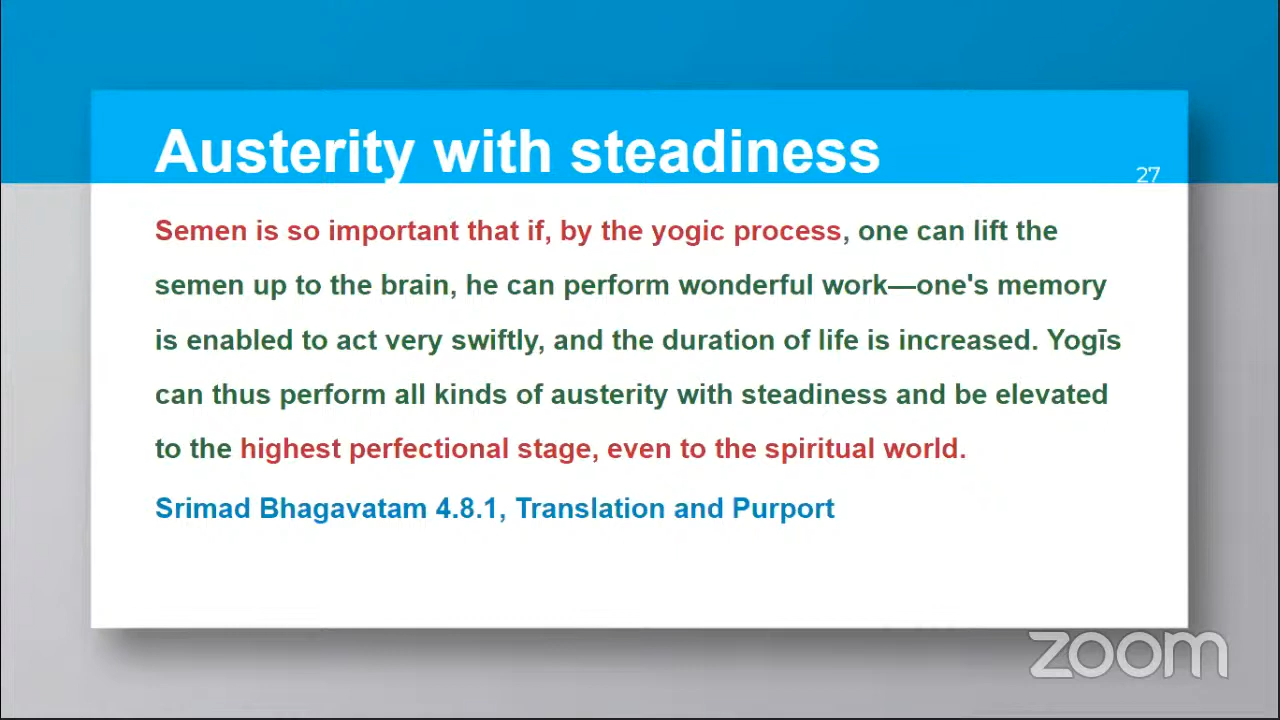 Austerity with steadiness
27
Semen is so important that if, by the yogic process, one can lift the
semen up to the brain, he can perform wonderful work—one's memory
is enabled to act very swiftly, and the duration of life is increased. Yogīs
can thus perform all kinds of austerity with steadiness and be elevated
to the highest perfectional stage, even to the spiritual world.
Srimad Bhagavatam 4.8.1, Translation and Purport
zoom